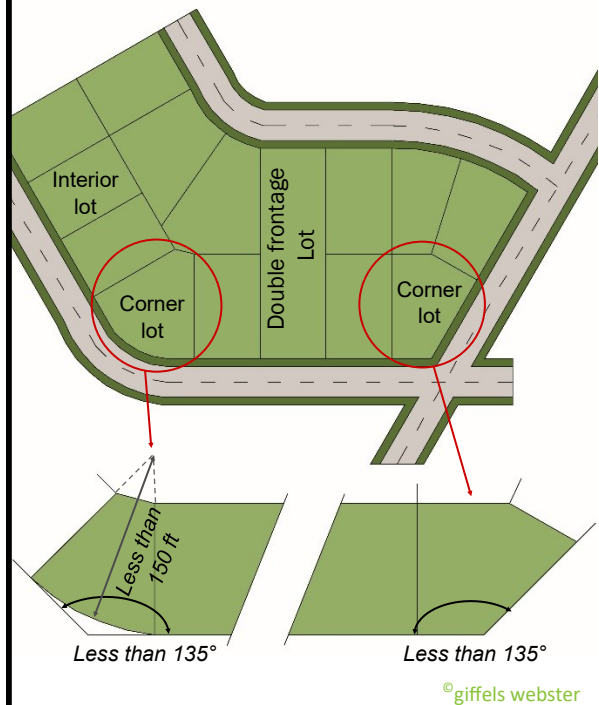 Interior
lot
Double frontage
Lot
Corner
lot
Corner
lot
Less than
150 ft
Less than 135°
Less than 135°
©giffels webster